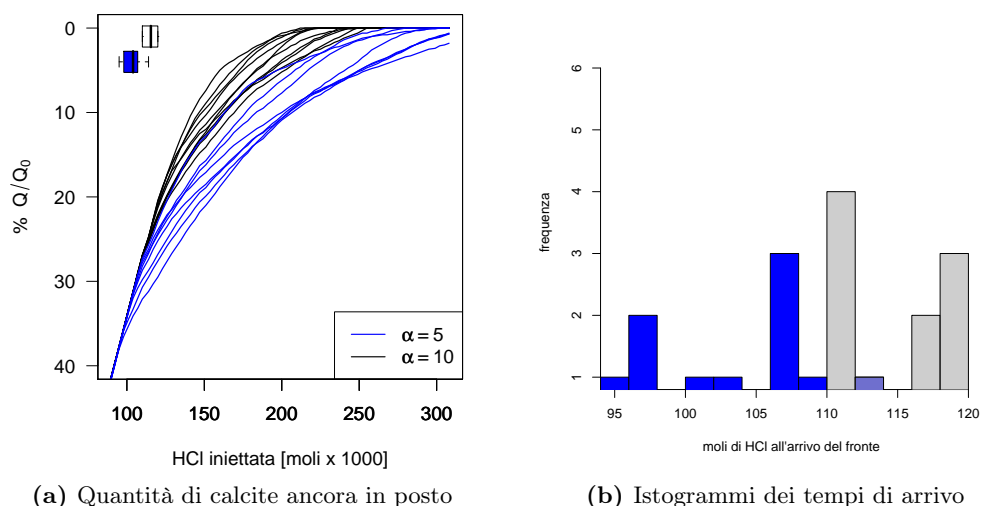 0
10
20
30
40
% Q/Q₀
100 150 200 250 300
HCl iniettata [moli x 1000]
α = 5
α = 10
(a) Quantità di calcite ancora in posto
6
5
4
3
2
1
frequenza
95 100 105 110 115 120
moli di HCl all'arrivo del fronte
(b) Istogrammi dei tempi di arrivo